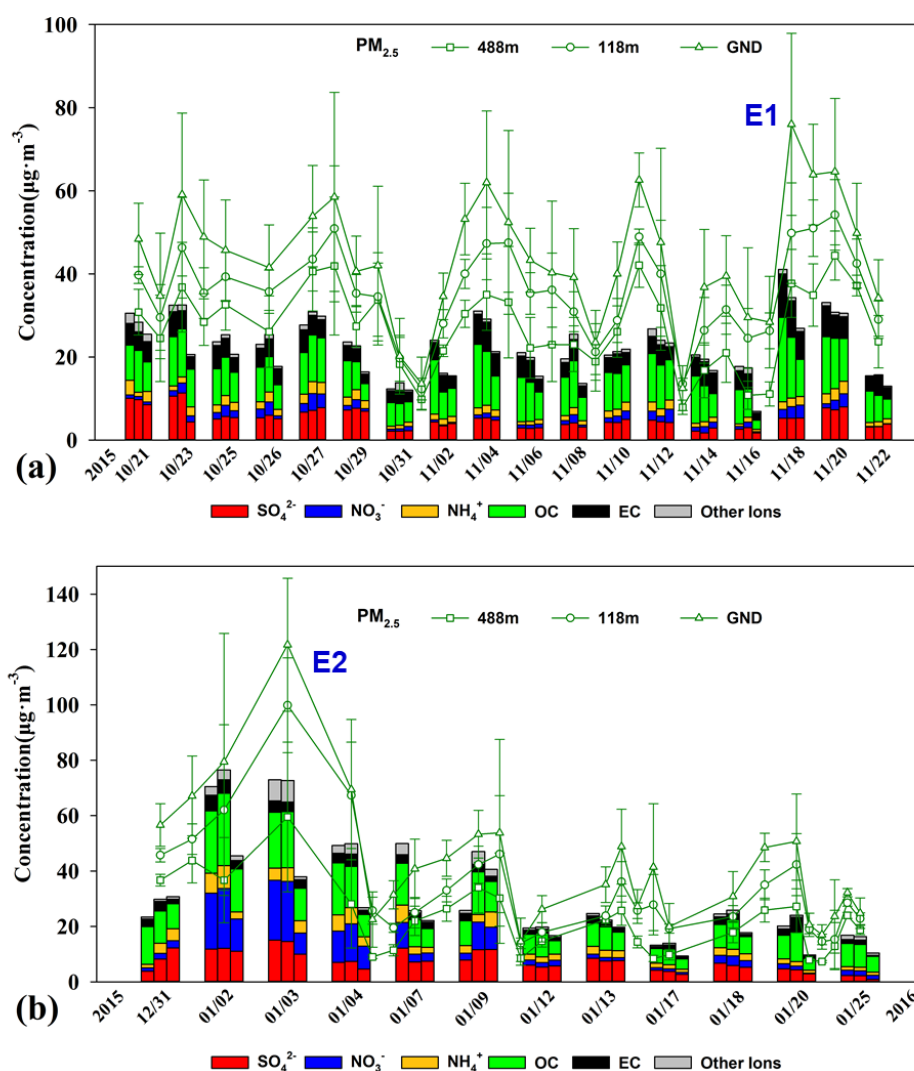 100
PM2.5 488m 118m GND
80
E1
60
40
20
0
Concentration(μg·m-3)
(a)
2015 10/21 10/23 10/25 10/26 10/27 10/29 10/31 11/02 11/04 11/06 11/08 11/10 11/12 11/14 11/16 11/18 11/20 11/22
SO4 2- NO3- NH4+ OC EC Other Ions
140
PM2.5 488m 118m GND
120
E2
100
80
60
40
20
0
Concentration(μg·m-3)
(b)
2015 12/31 01/02 01/03 01/04 01/07 01/09 01/12 01/13 01/17 01/18 01/20 01/25 2016
SO4 2- NO3- NH4+ OC EC Other Ions